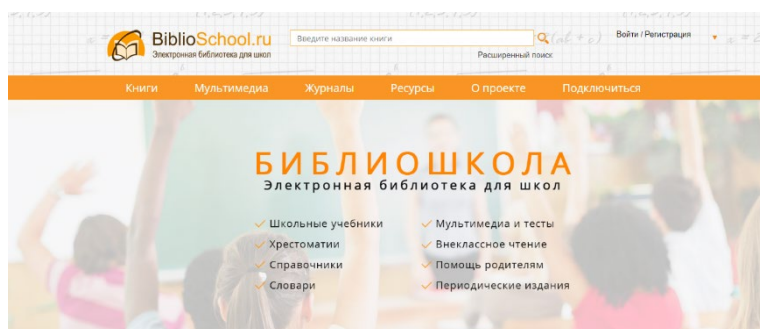 BiblioSchool.ru
Электронная библиотека для школ
Введите название книги
Расширенный поиск
Войти / Регистрация
Книги Мультимедиа Журналы Ресурсы О проекте Подключиться
БИБЛИОШКОЛА
Электронная библиотека для школ
Школьные учебники
Хрестоматии
Справочники
Словари
Мультимедиа и тесты
Внеклассное чтение
Помощь родителям
Периодические издания